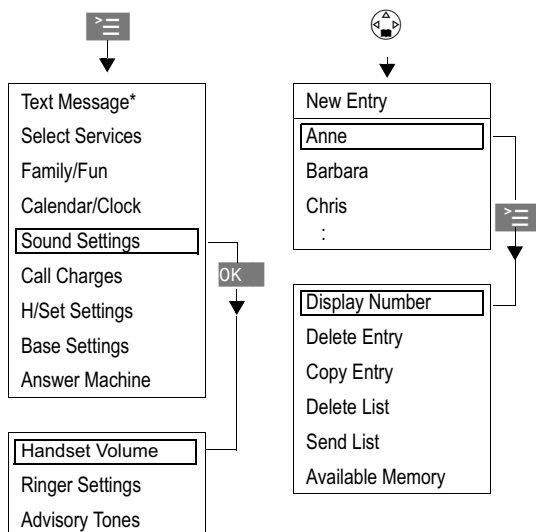 Text Message*
Select Services
Family/Fun
Calendar/Clock
Sound Settings
Call Charges
H/Set Settings
Base Settings
Answer Machine
OK
Handset Volume
Ringer Settings
Advisory Tones
New Entry
Anne
Barbara
Chris
:
Display Number
Delete Entry
Copy Entry
Delete List
Send List
Available Memory